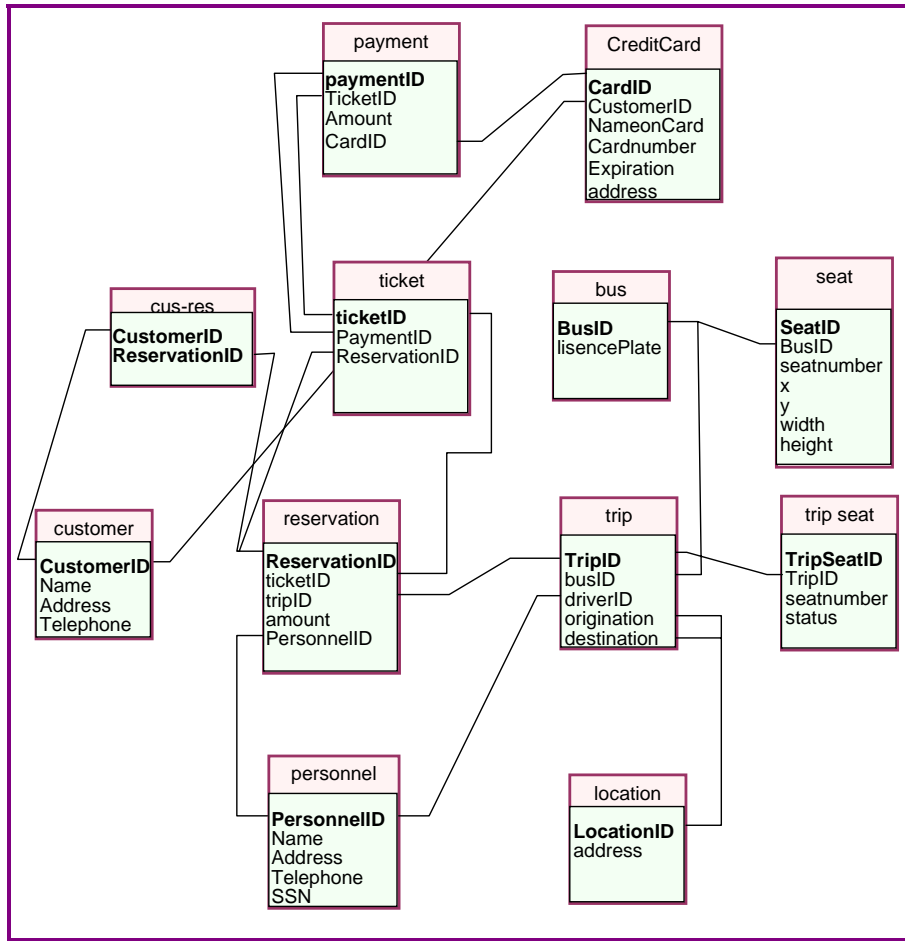 payment
paymentID
TicketID
Amount
CardID
CreditCard
CardID
CustomerID
NameonCard
Cardnumber
Expiration
address
cus-res
CustomerID
ReservationID
ticket
ticketID
PaymentID
ReservationID
bus
BusID
lisencePlate
seat
SeatID
BusID
seatnumber
x
y
width
height
customer
CustomerID
Name
Address
Telephone
reservation
ReservationID
ticketID
tripID
amount
PersonnelID
trip
TripID
busID
driverID
origination
destination
trip seat
TripSeatID
TripID
seatnumber
status
personnel
PersonnelID
Name
Address
Telephone
SSN
location
LocationID
address